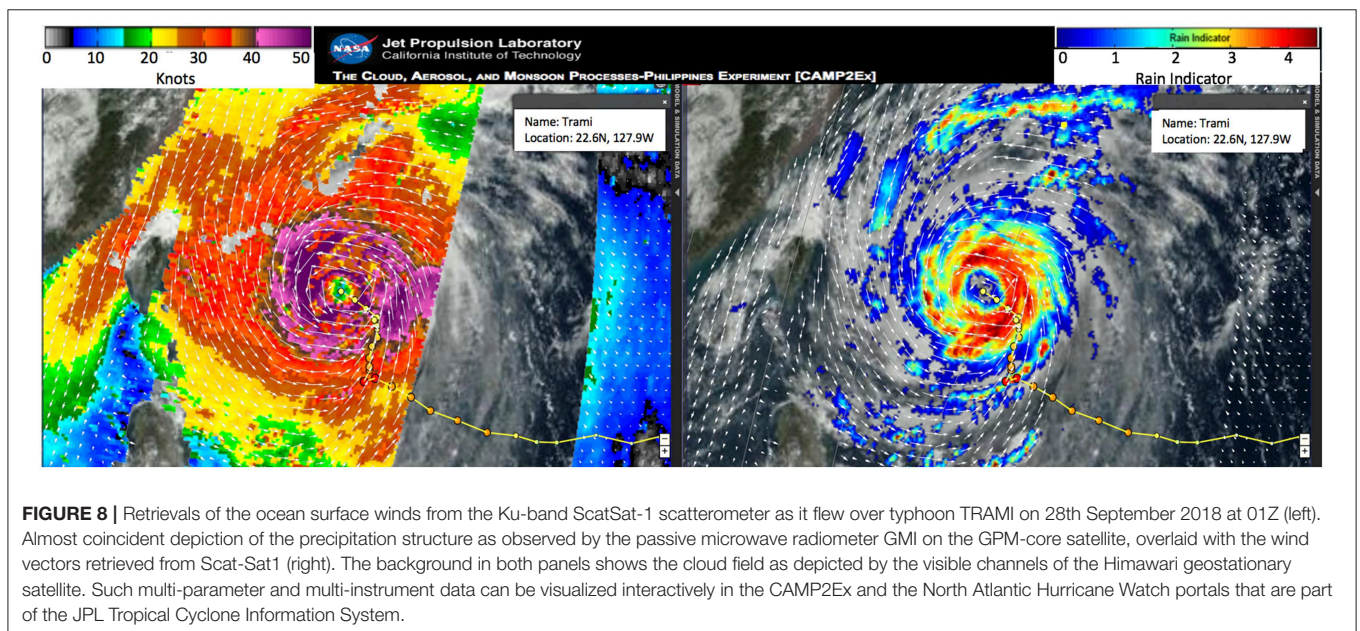 0 10 20 30 40 50
Knots
NASA
Jet Propulsion Laboratory
California Institute of Technology
THE CLOUD, AEROSOL, AND MONSOON PROCESSES-PHILIPPINES EXPERIMENT [CAMP2Ex]
Rain Indicator
0 1 2 3 4
Rain Indicator
Name: Trami
Location: 22.6N, 127.9W
MODEL & SIMULATION DATA
Name: Trami
Location: 22.6N, 127.9W
MODEL & SIMULATION DATA
FIGURE 8 | Retrievals of the ocean surface winds from the Ku-band ScatSat-1 scatterometer as it flew over typhoon TRAMI on 28th September 2018 at 01Z (left).
Almost coincident depiction of the precipitation structure as observed by the passive microwave radiometer GMI on the GPM-core satellite, overlaid with the wind
vectors retrieved from Scat-Sat1 (right). The background in both panels shows the cloud field as depicted by the visible channels of the Himawari geostationary
satellite. Such multi-parameter and multi-instrument data can be visualized interactively in the CAMP2Ex and the North Atlantic Hurricane Watch portals that are part
of the JPL Tropical Cyclone Information System.